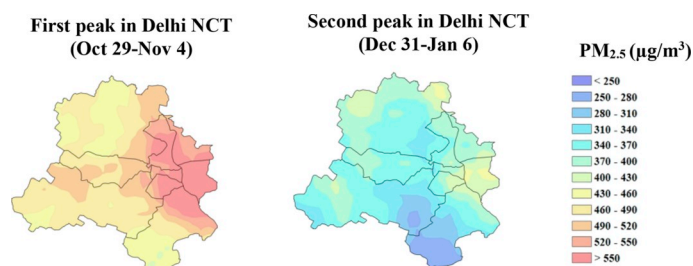 First peak in Delhi NCT
(Oct 29-Nov 4)
Second peak in Delhi NCT
(Dec 31-Jan 6)
PM₂.₅ (µg/m³)
< 250
250 - 280
280 - 310
310 - 340
340 - 370
370 - 400
400 - 430
430 - 460
460 - 490
490 - 520
520 - 550
> 550